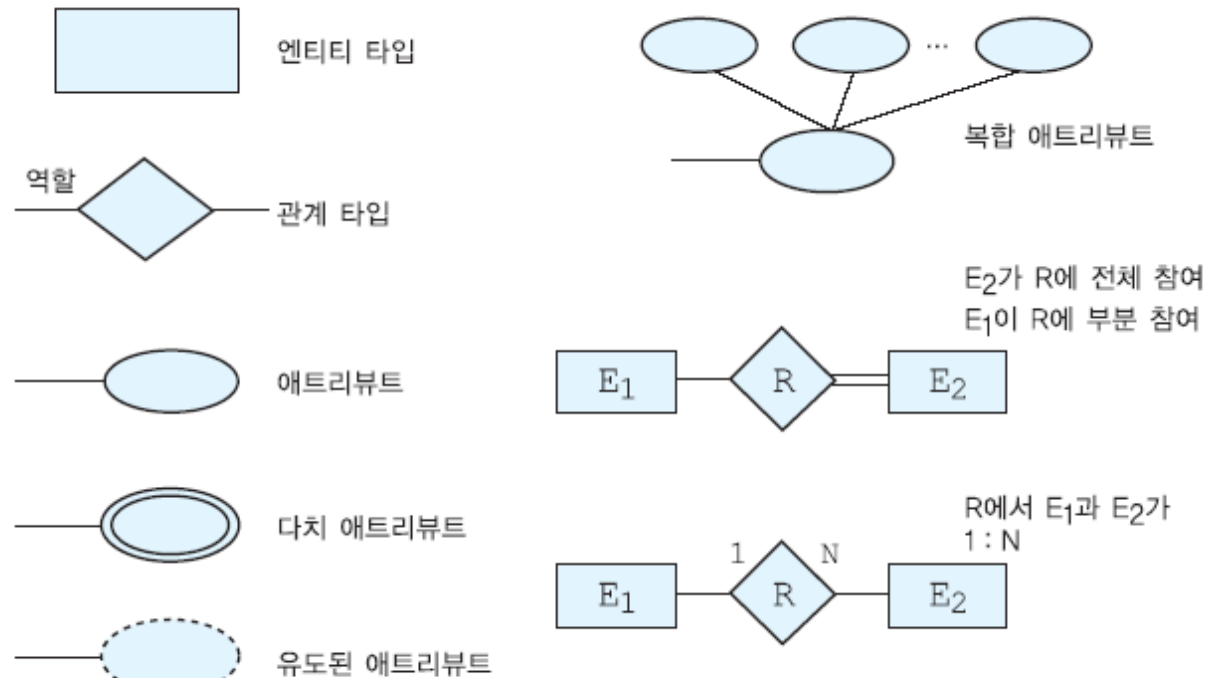 엔티티 타입
역할
관계 타입
애트리뷰트
다치 애트리뷰트
유도된 애트리뷰트
...
복합 애트리뷰트
E2가 R에 전체 참여
E1이 R에 부분 참여
E1 R E2
R에서 E1과 E2가
1 : N
1 N
E1 R E2